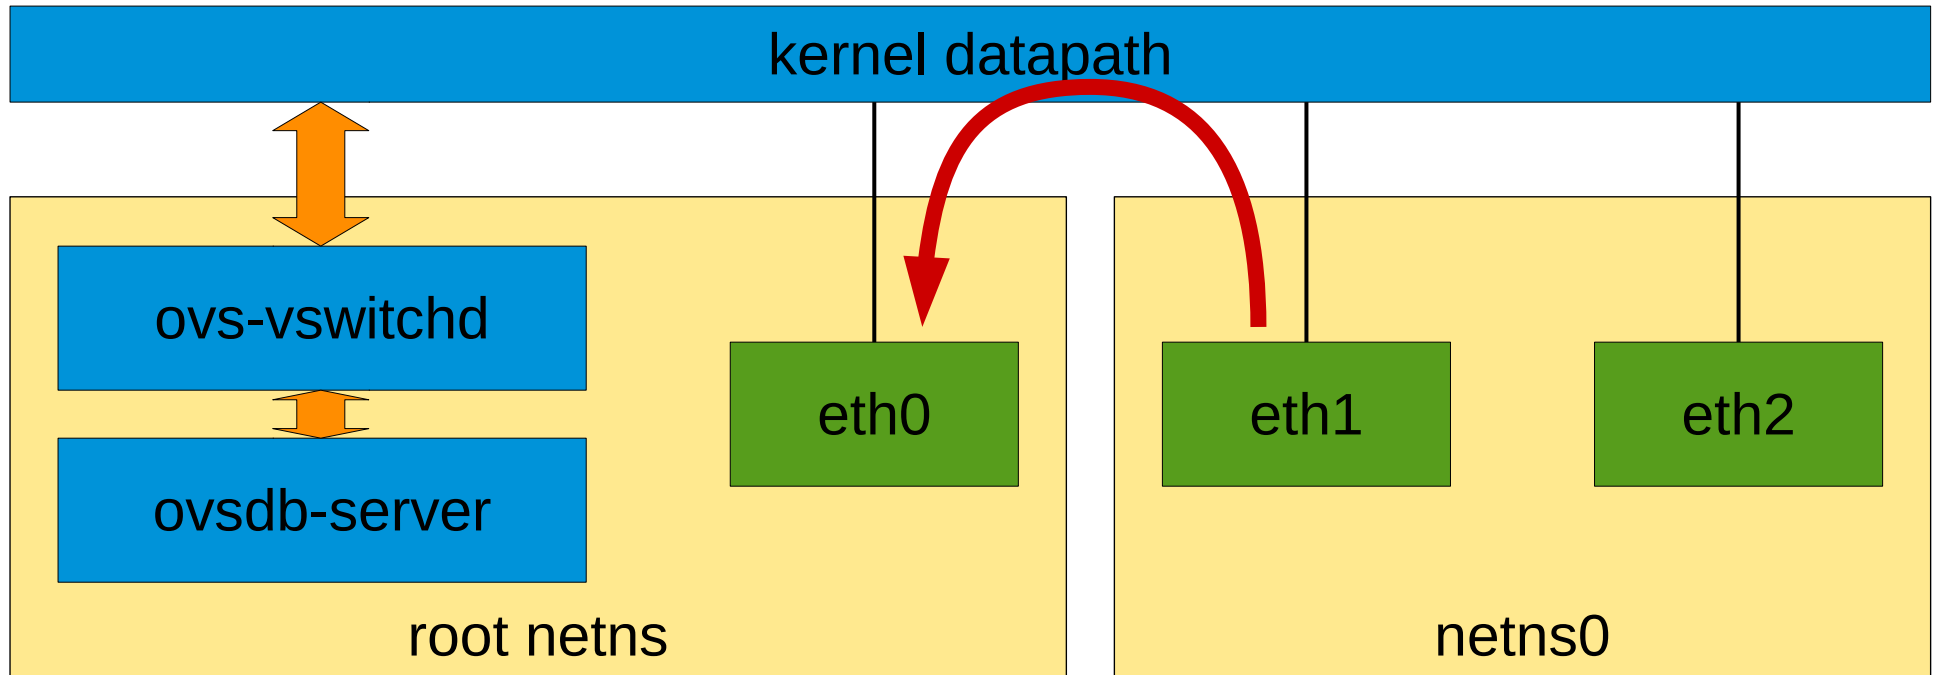 kernel datapath
ovs-vswitchd
eth0
eth1
eth2
ovsdb-server
root netns
netns0